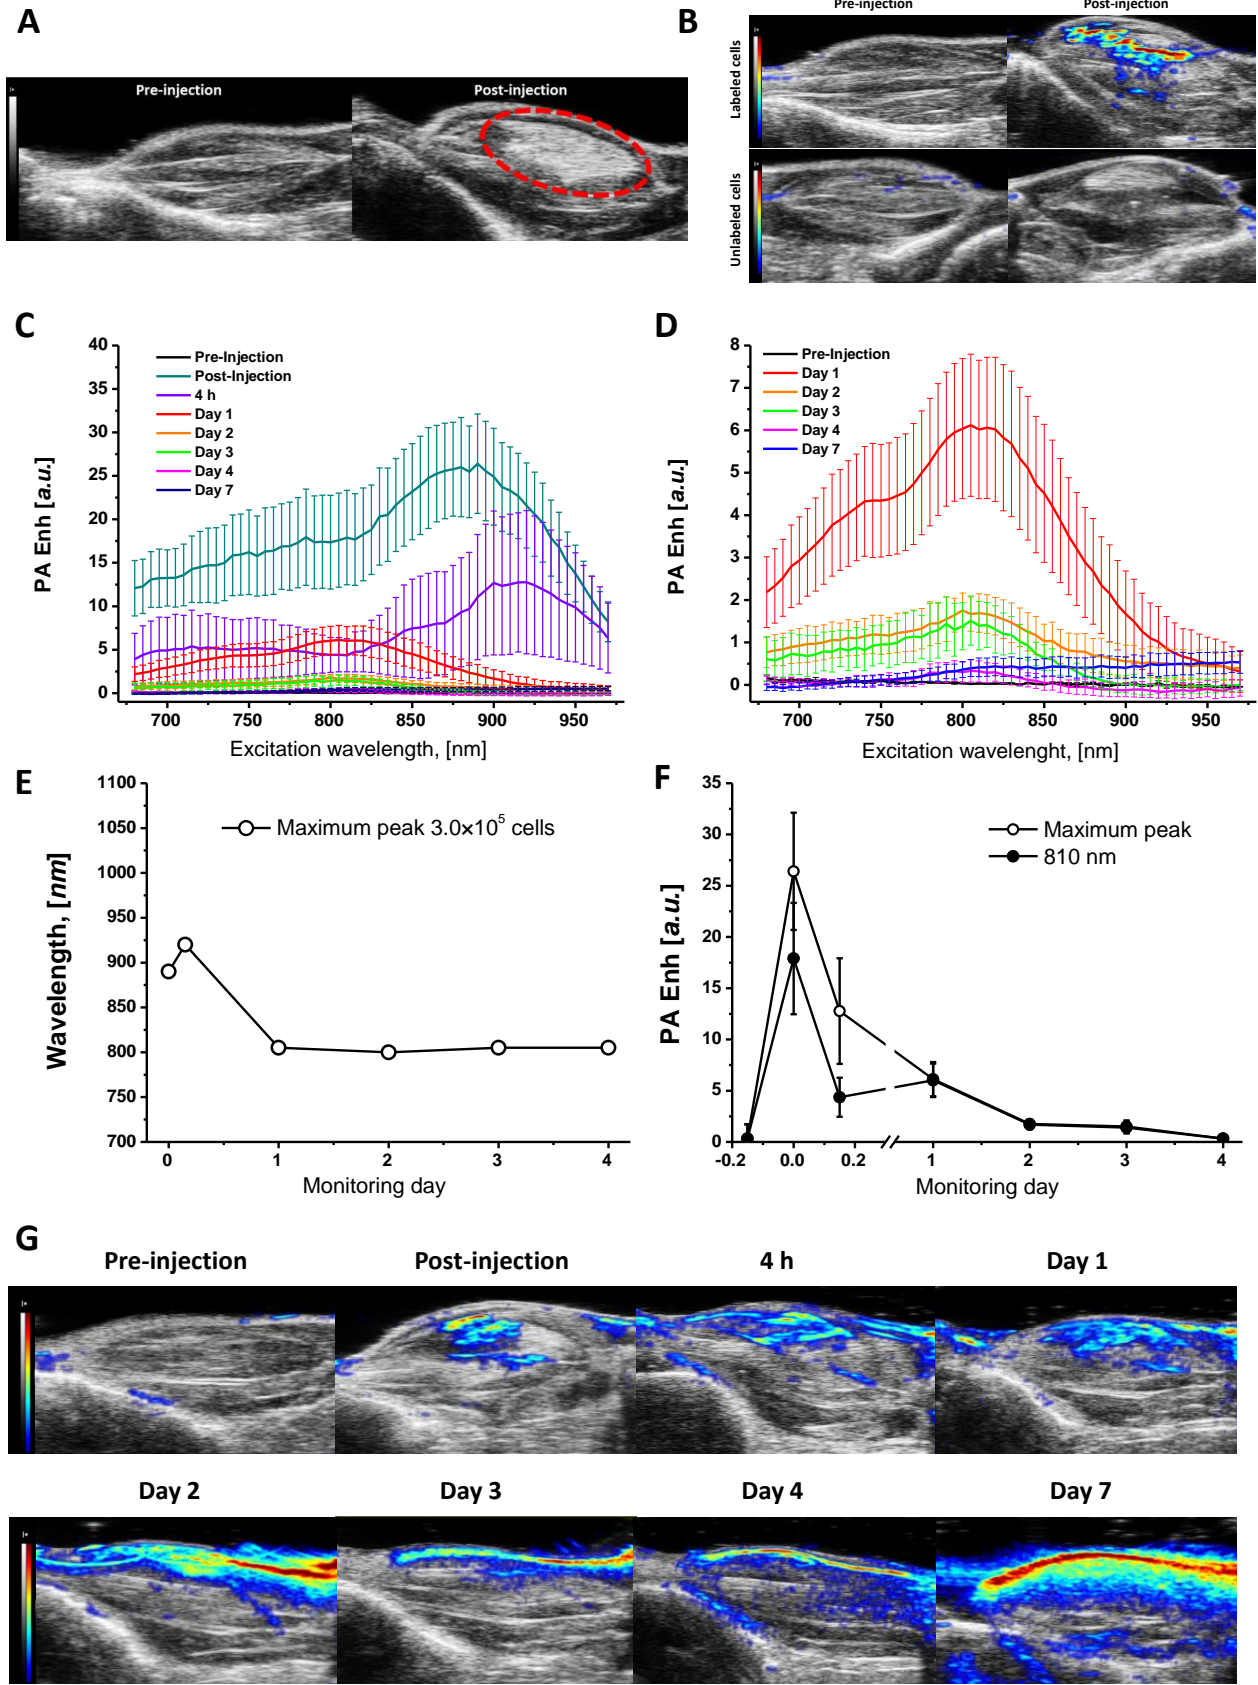 A
Pre-injection
Post-injection
B
Pre-injection
Post-injection
Labeled cells
Unlabeled cells
C
PA Enh [a.u.]
40
35
30
25
20
15
10
5
0
Pre-Injection
Post-Injection
4 h
Day 1
Day 2
Day 3
Day 4
Day 7
700 750 800 850 900 950
Excitation wavelength, [nm]
D
PA Enh [a.u.]
8
7
6
5
4
3
2
1
0
Pre-Injection
Day 1
Day 2
Day 3
Day 4
Day 7
700 750 800 850 900 950
Excitation wavelenght, [nm]
E
Wavelength, [nm]
1100
1050
1000
950
900
850
800
750
700
Maximum peak 3.0×10⁵ cells
0 1 2 3 4
Monitoring day
F
PA Enh [a.u.]
35
30
25
20
15
10
5
0
Maximum peak
810 nm
-0.2 0.0 0.2 1 2 3 4
Monitoring day
G
Pre-injection
Post-injection
4 h
Day 1
Day 2
Day 3
Day 4
Day 7